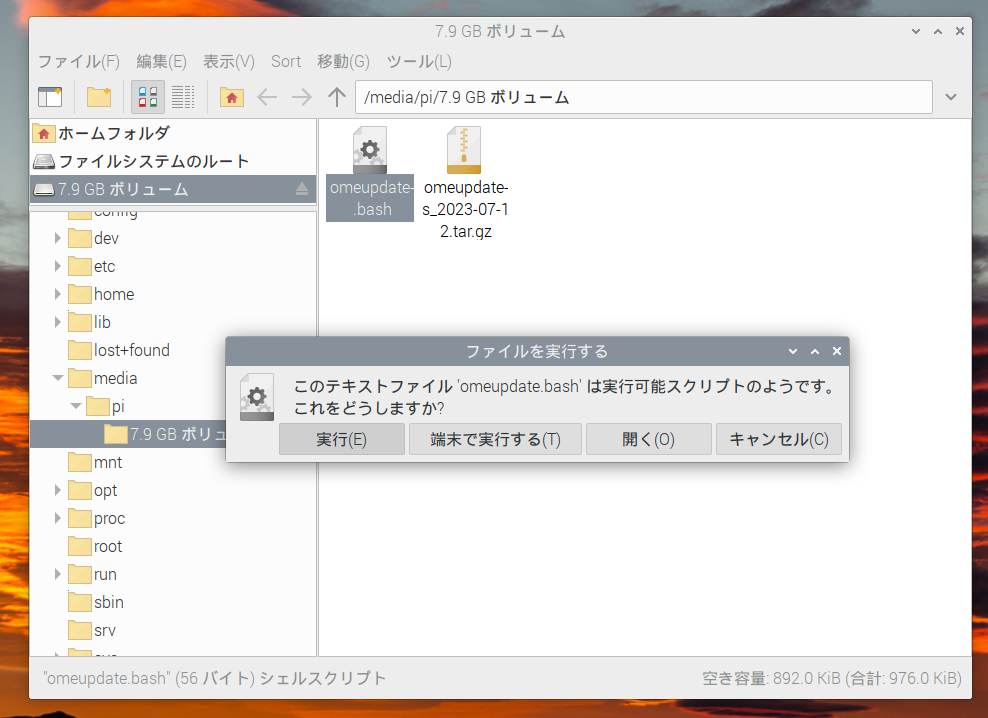 7.9 GB ボリューム
ファイル(F) 編集(E) 表示(V) Sort 移動(G) ツール(L)
/media/pi/7.9 GB ボリューム
ホームフォルダ
ファイルシステムのルート
7.9 GB ボリューム
config
dev
etc
home
lib
lost+found
media
pi
7.9 GB ボリュ
mnt
opt
proc
root
run
sbin
srv
omeupdate-
.bash
omeupdate-
s_2023-07-1
2.tar.gz
ファイルを実行する
このテキストファイル 'omeupdate.bash' は実行可能スクリプトのようです。
これをどうしますか?
実行(E) 端末で実行する(T) 開く(O) キャンセル(C)
"omeupdate.bash" (56 バイト) シェルスクリプト
空き容量: 892.0 KiB (合計: 976.0 KiB)